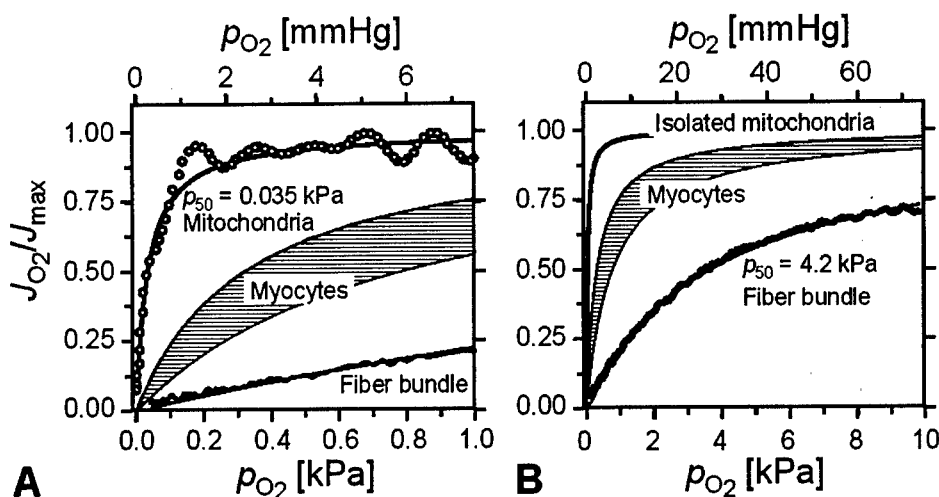 pO2 [mmHg]
0 2 4 6
1.00
0.75
0.50
0.25
0.00
JO2/Jmax
p50 = 0.035 kPa
Mitochondria
Myocytes
Fiber bundle
0.0 0.2 0.4 0.6 0.8 1.0
pO2 [kPa]
A
pO2 [mmHg]
0 20 40 60
1.00
0.75
0.50
0.25
0.00
Isolated mitochondria
Myocytes
p50 = 4.2 kPa
Fiber bundle
0 2 4 6 8 10
pO2 [kPa]
B